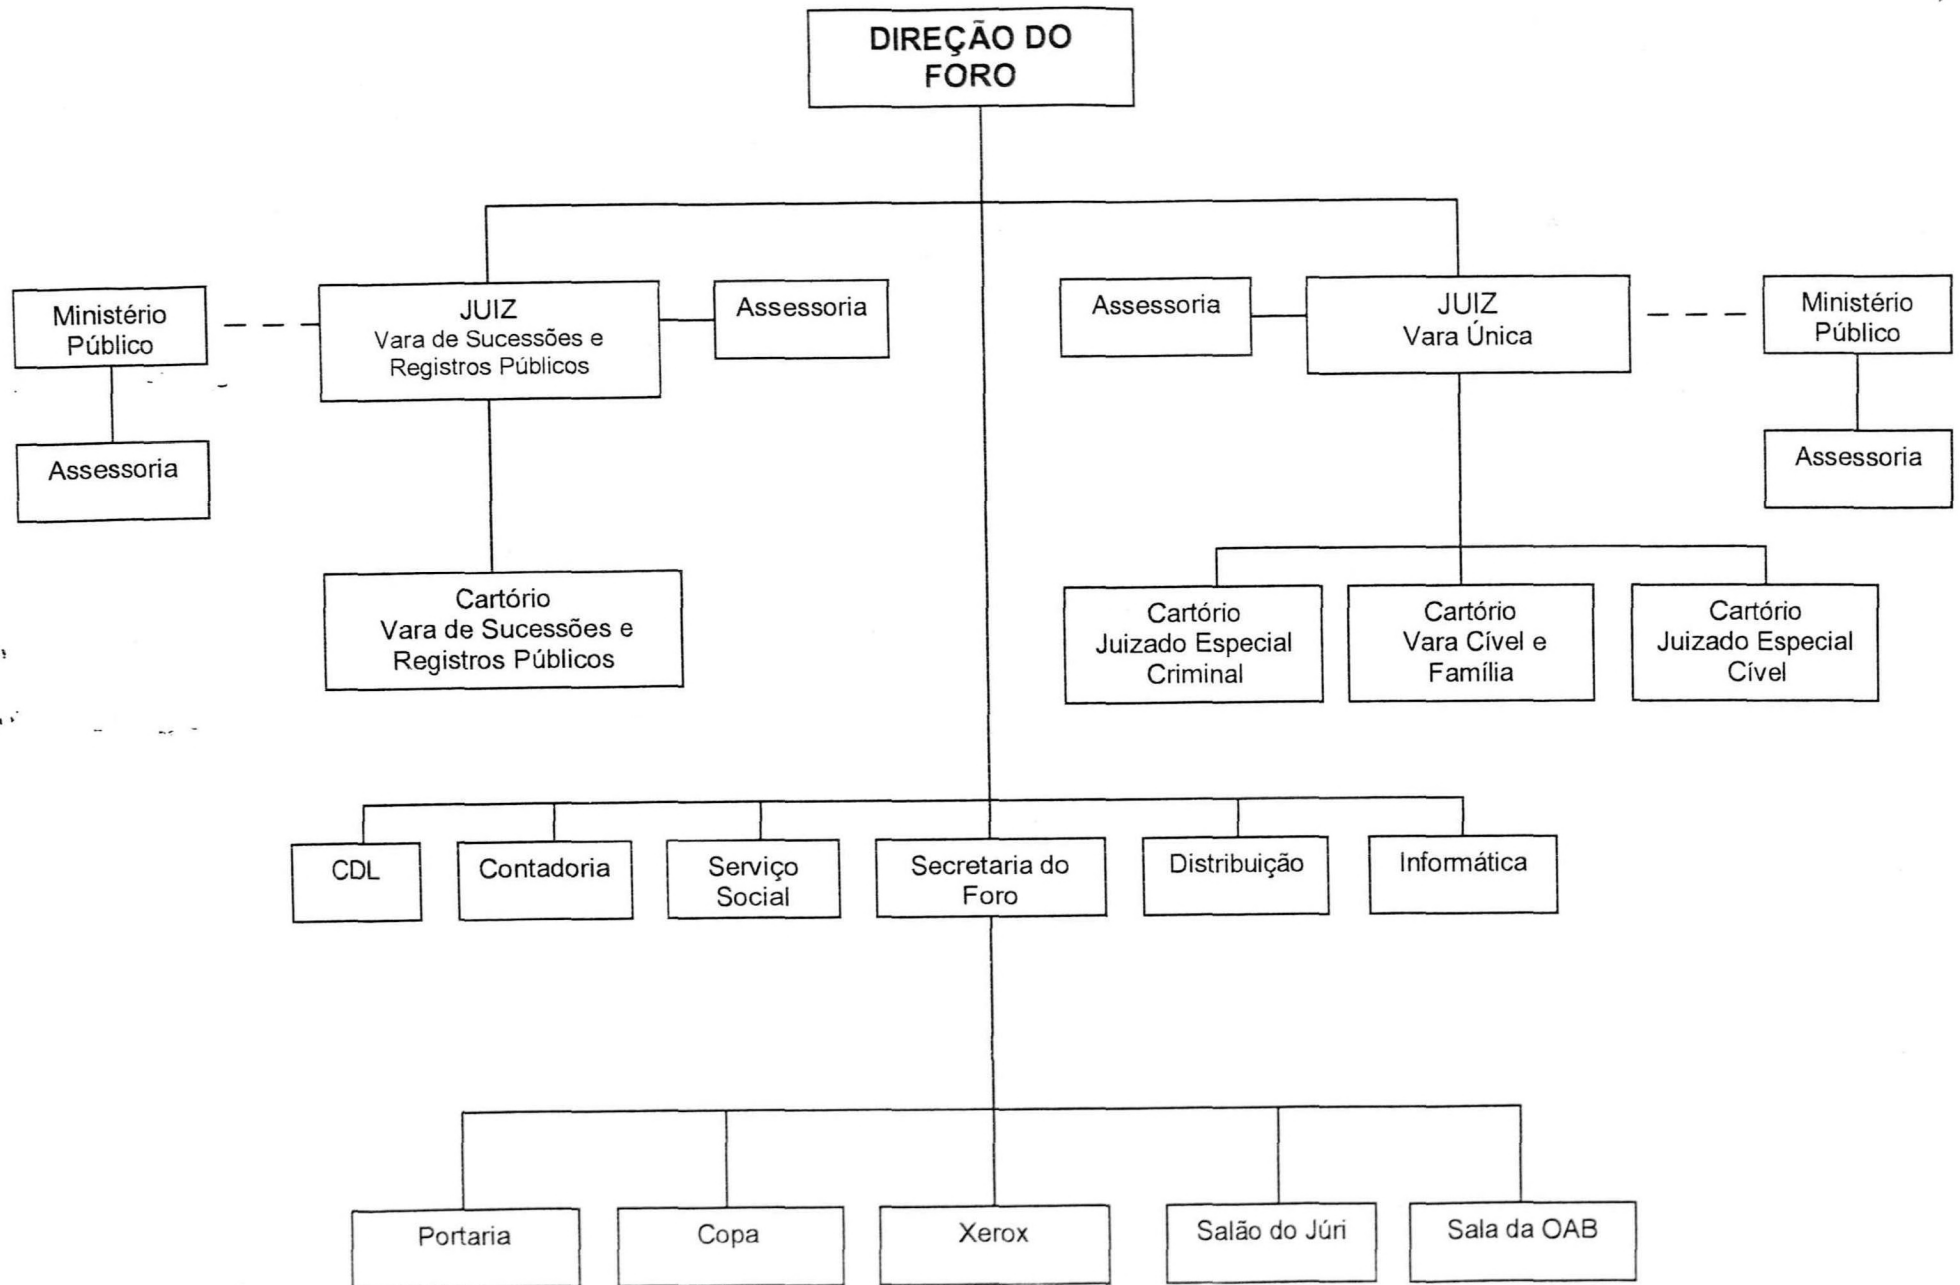 DIREÇÃO DO
FORO
Ministério
Público
JUIZ
Vara de Sucessões e
Registros Públicos
Assessoria
Assessoria
JUIZ
Vara Única
Ministério
Público
Assessoria
Assessoria
Cartório
Vara de Sucessões e
Registros Públicos
Cartório
Juizado Especial
Criminal
Cartório
Vara Cível e
Família
Cartório
Juizado Especial
Cível
CDL
Contadoria
Serviço
Social
Secretaria do
Foro
Distribuição
Informática
Portaria
Copa
Xerox
Salão do Júri
Sala da OAB